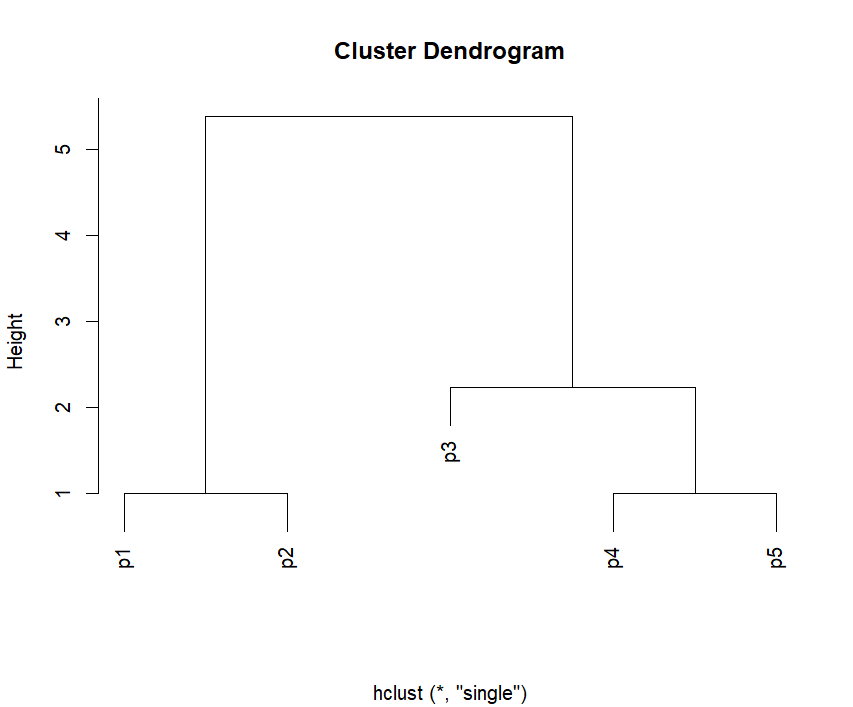 Cluster Dendrogram
Height
5
4
3
2
1
p3
p1
p2
p4
p5
hclust (*, "single")